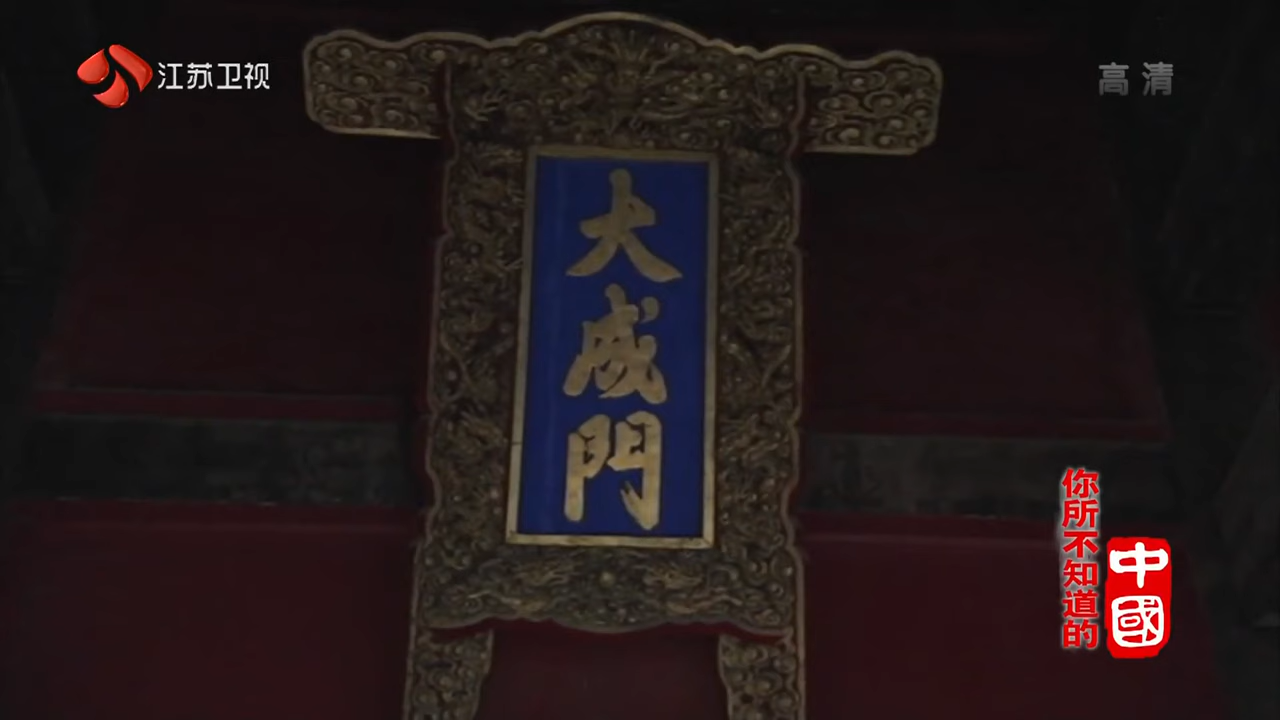 江苏卫视
高清
大成門
你所不知道的
中國